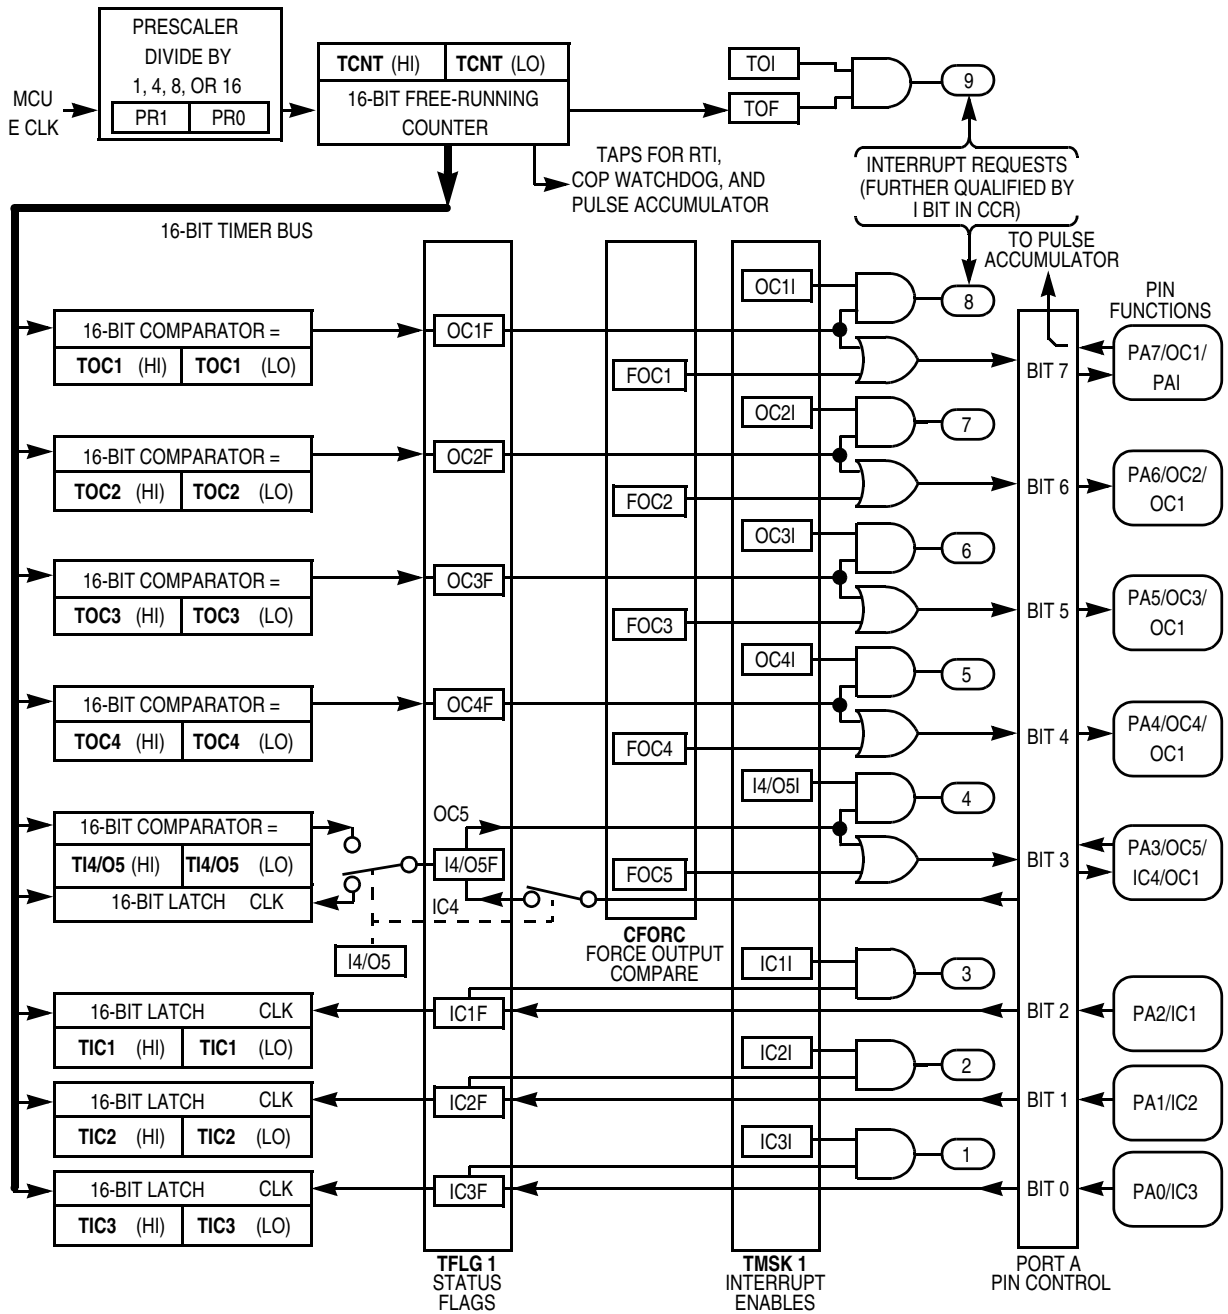 PRESCALER
DIVIDE BY
1, 4, 8, OR 16
PR1 PR0
MCU
E CLK
TCNT (HI) TCNT (LO)
16-BIT FREE-RUNNING
COUNTER
TOI
TOF
9
TAPS FOR RTI,
COP WATCHDOG, AND
PULSE ACCUMULATOR
INTERRUPT REQUESTS
(FURTHER QUALIFIED BY
I BIT IN CCR)
16-BIT TIMER BUS
TO PULSE
ACCUMULATOR
PIN
FUNCTIONS
OC1I
8
16-BIT COMPARATOR =
TOC1 (HI) TOC1 (LO)
OC1F
FOC1
BIT 7
PA7/OC1/
PAI
OC2I
7
16-BIT COMPARATOR =
TOC2 (HI) TOC2 (LO)
OC2F
FOC2
BIT 6
PA6/OC2/
OC1
OC3I
6
16-BIT COMPARATOR =
TOC3 (HI) TOC3 (LO)
OC3F
FOC3
BIT 5
PA5/OC3/
OC1
OC4I
5
16-BIT COMPARATOR =
TOC4 (HI) TOC4 (LO)
OC4F
FOC4
BIT 4
PA4/OC4/
OC1
I4/O5I
4
16-BIT COMPARATOR =
TI4/O5 (HI) TI4/O5 (LO)
16-BIT LATCH CLK
OC5
I4/O5F
IC4
FOC5
BIT 3
PA3/OC5/
IC4/OC1
I4/O5
CFORC
FORCE OUTPUT
COMPARE
IC1I
3
16-BIT LATCH CLK
TIC1 (HI) TIC1 (LO)
IC1F
BIT 2
PA2/IC1
IC2I
2
16-BIT LATCH CLK
TIC2 (HI) TIC2 (LO)
IC2F
BIT 1
PA1/IC2
IC3I
1
16-BIT LATCH CLK
TIC3 (HI) TIC3 (LO)
IC3F
BIT 0
PA0/IC3
TFLG 1
STATUS
FLAGS
TMSK 1
INTERRUPT
ENABLES
PORT A
PIN CONTROL